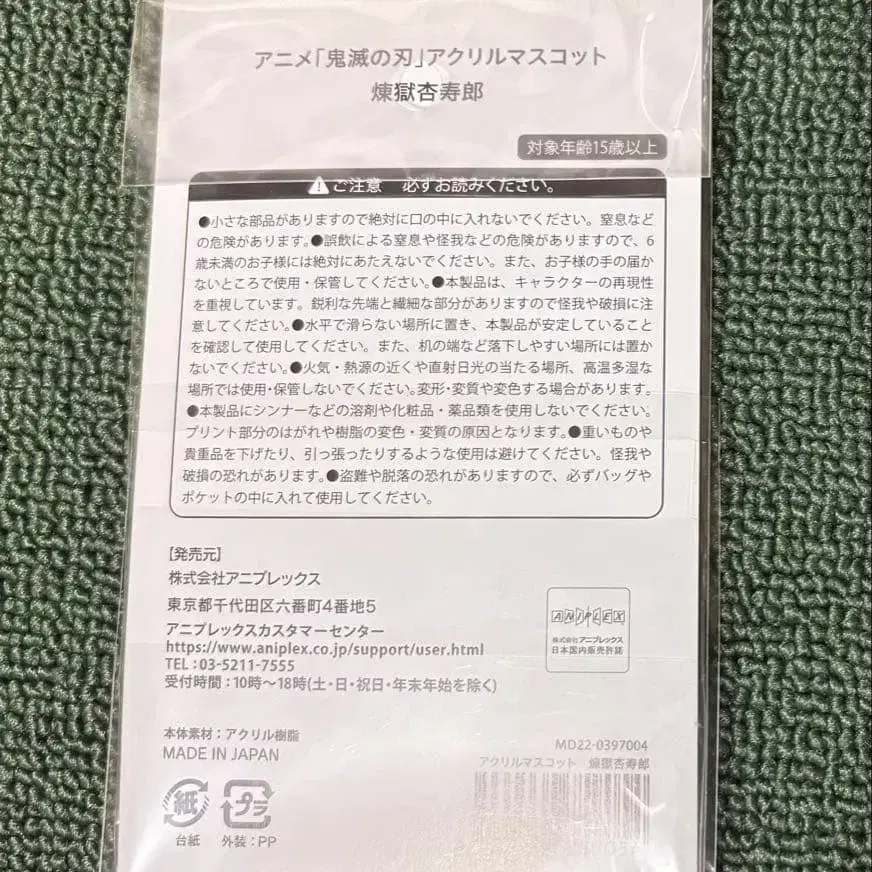 アニメ「鬼滅の刃」アクリルマスコット
煉獄杏寿郎
対象年齢15歳以上
ご注意 必ずお読みください。
●小さな部品がありますので絶対に口の中に入れないでください。窒息など
の危険があります。●誤飲による窒息や怪我などの危険がありますので、6
歳未満のお子様には絶対にあたえないでください。また、お子様の手の届か
ないところで使用・保管してください。●本製品は、キャラクターの再現性
を重視しています。鋭利な先端と繊細な部分がありますので怪我や破損に注
意してください。●水平で滑らない場所に置き、本製品が安定していること
を確認して使用してください。また、机の端など落下しやすい場所には置か
ないでください。●火気・熱源の近くや直射日光の当たる場所、高温多湿な
場所では使用・保管しないでください。変形・変質や変色する場合があります。
●本製品にシンナーなどの溶剤や化粧品・薬品類を使用しないでください。
プリント部分のはがれや樹脂の変色・変質の原因となります。●重いものや
貴重品を下げたり、引っ張ったりするような使用は避けてください。怪我や
破損の恐れがあります。●盗難や脱落の恐れがありますので、必ずバッグや
ポケットの中に入れて使用してください。
【発売元】
株式会社アニプレックス
東京都千代田区六番町4番地5
アニプレックスカスタマーセンター
https://www.aniplex.co.jp/support/user.html
TEL：03-5211-7555
受付時間：10時〜18時(土・日・祝日・年末年始を除く)
ANIPLEX
株式会社アニプレックス
日本国内販売許諾
本体素材：アクリル樹脂
MADE IN JAPAN
MD22-0397004
アクリルマスコット 煉獄杏寿郎
紙
プラ
台紙
外装：PP